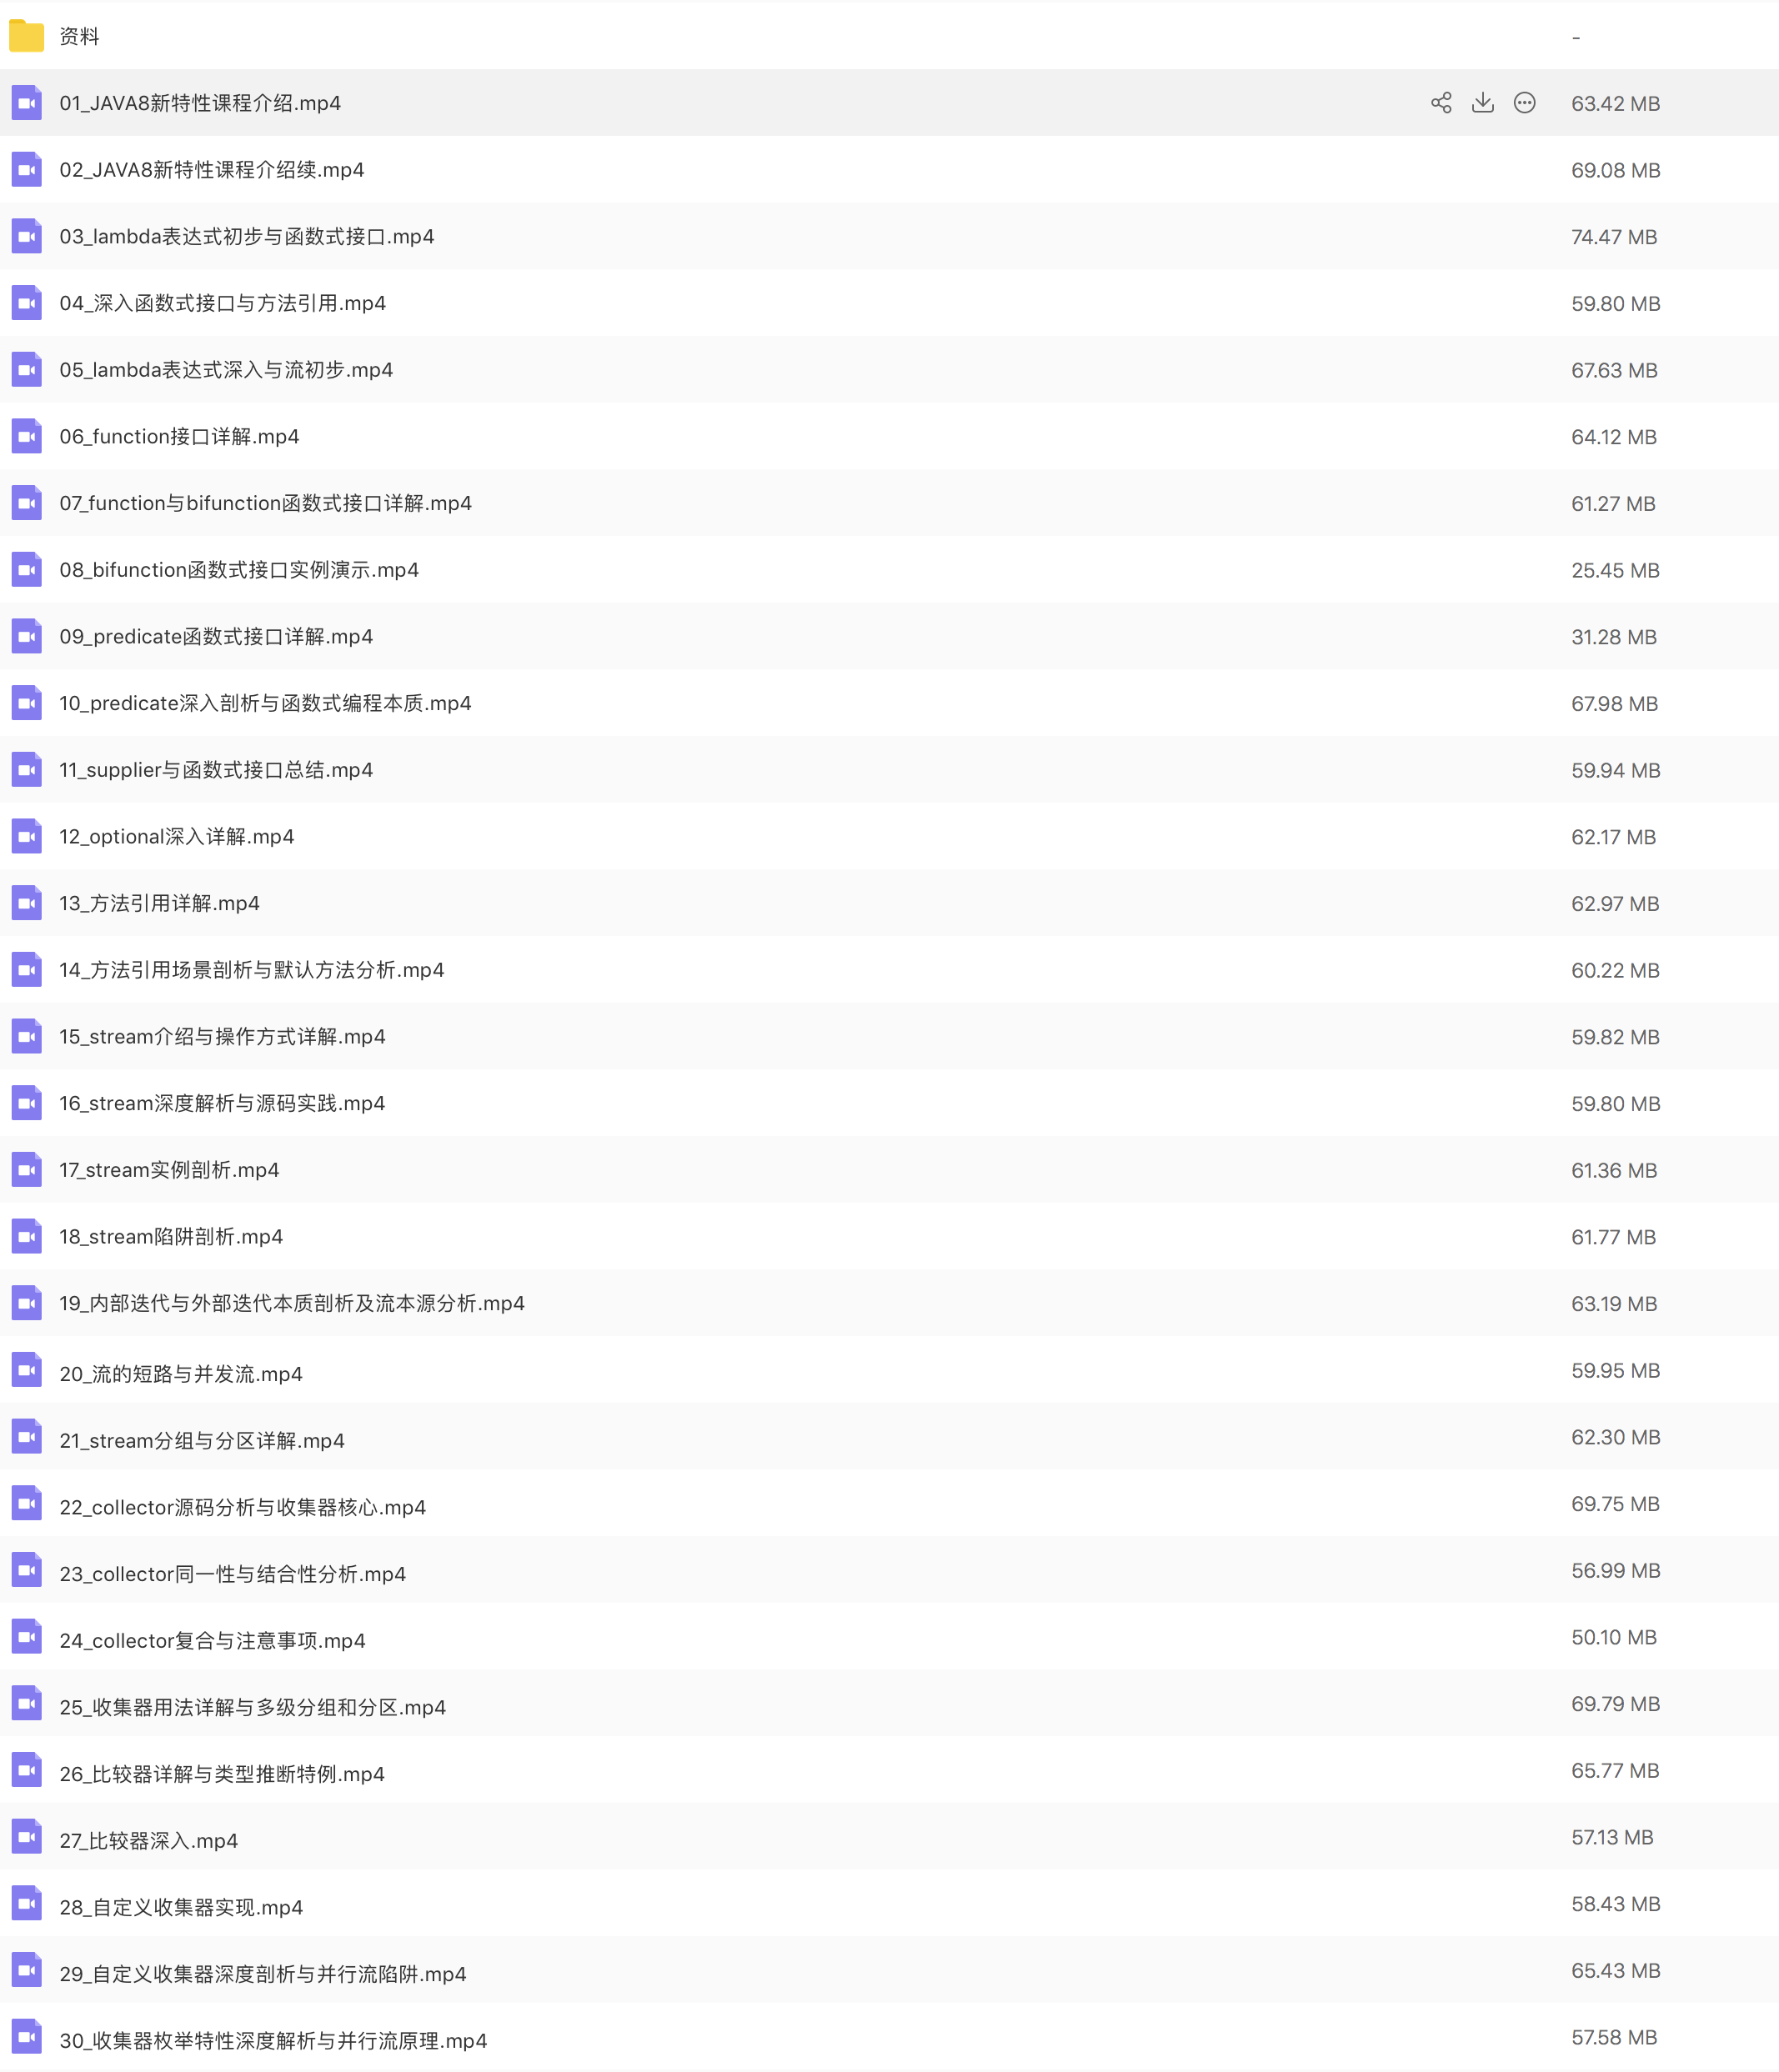 资料 -
01_JAVA8新特性课程介绍.mp4 63.42 MB
02_JAVA8新特性课程介绍续.mp4 69.08 MB
03_lambda表达式初步与函数式接口.mp4 74.47 MB
04_深入函数式接口与方法引用.mp4 59.80 MB
05_lambda表达式深入与流初步.mp4 67.63 MB
06_function接口详解.mp4 64.12 MB
07_function与bifunction函数式接口详解.mp4 61.27 MB
08_bifunction函数式接口实例演示.mp4 25.45 MB
09_predicate函数式接口详解.mp4 31.28 MB
10_predicate深入剖析与函数式编程本质.mp4 67.98 MB
11_supplier与函数式接口总结.mp4 59.94 MB
12_optional深入详解.mp4 62.17 MB
13_方法引用详解.mp4 62.97 MB
14_方法引用场景剖析与默认方法分析.mp4 60.22 MB
15_stream介绍与操作方式详解.mp4 59.82 MB
16_stream深度解析与源码实践.mp4 59.80 MB
17_stream实例剖析.mp4 61.36 MB
18_stream陷阱剖析.mp4 61.77 MB
19_内部迭代与外部迭代本质剖析及流本源分析.mp4 63.19 MB
20_流的短路与并发流.mp4 59.95 MB
21_stream分组与分区详解.mp4 62.30 MB
22_collector源码分析与收集器核心.mp4 69.75 MB
23_collector同一性与结合性分析.mp4 56.99 MB
24_collector复合与注意事项.mp4 50.10 MB
25_收集器用法详解与多级分组和分区.mp4 69.79 MB
26_比较器详解与类型推断特例.mp4 65.77 MB
27_比较器深入.mp4 57.13 MB
28_自定义收集器实现.mp4 58.43 MB
29_自定义收集器深度剖析与并行流陷阱.mp4 65.43 MB
30_收集器枚举特性深度解析与并行流原理.mp4 57.58 MB